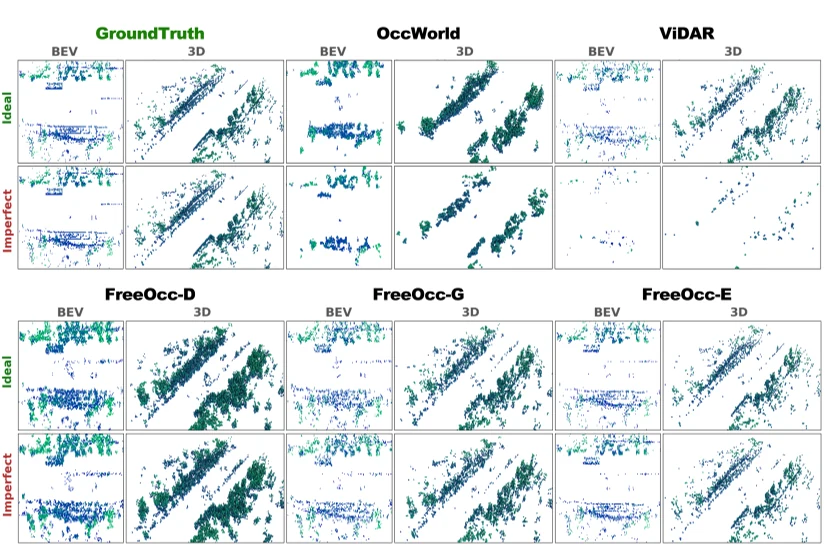 GroundTruth OccWorld ViDAR
BEV 3D BEV 3D BEV 3D
Ideal
Imperfect
FreeOcc-D FreeOcc-G FreeOcc-E
BEV 3D BEV 3D BEV 3D
Ideal
Imperfect